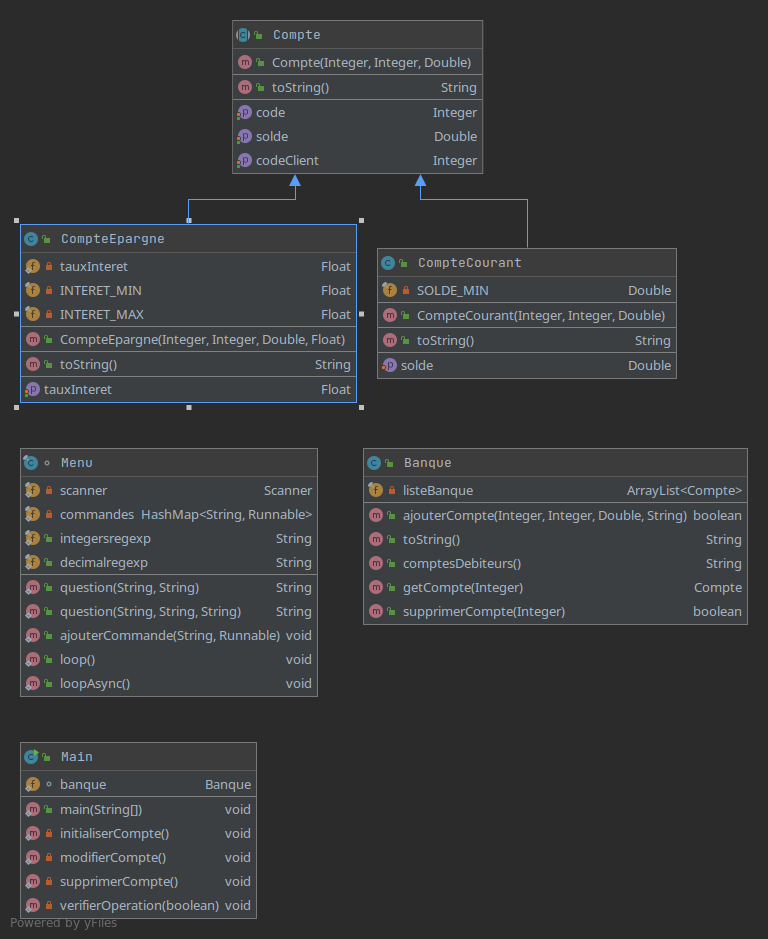 Compte
Compte(Integer, Integer, Double)
toString() String
code Integer
solde Double
codeClient Integer
CompteEpargne
tauxInteret Float
INTERET_MIN Float
INTERET_MAX Float
CompteEpargne(Integer, Integer, Double, Float)
toString() String
tauxInteret Float
CompteCourant
SOLDE_MIN Double
CompteCourant(Integer, Integer, Double)
toString() String
solde Double
Menu
scanner Scanner
commandes HashMap<String, Runnable>
integersregexp String
decimalregexp String
question(String, String) String
question(String, String, String) String
ajouterCommande(String, Runnable) void
loop() void
loopAsync() void
Banque
listeBanque ArrayList<Compte>
ajouterCompte(Integer, Integer, Double, String) boolean
toString() String
comptesDebiteurs() String
getCompte(Integer) Compte
supprimerCompte(Integer) boolean
Main
banque Banque
main(String[]) void
initialiserCompte() void
modifierCompte() void
supprimerCompte() void
verifierOperation(boolean) void
Powered by yFiles